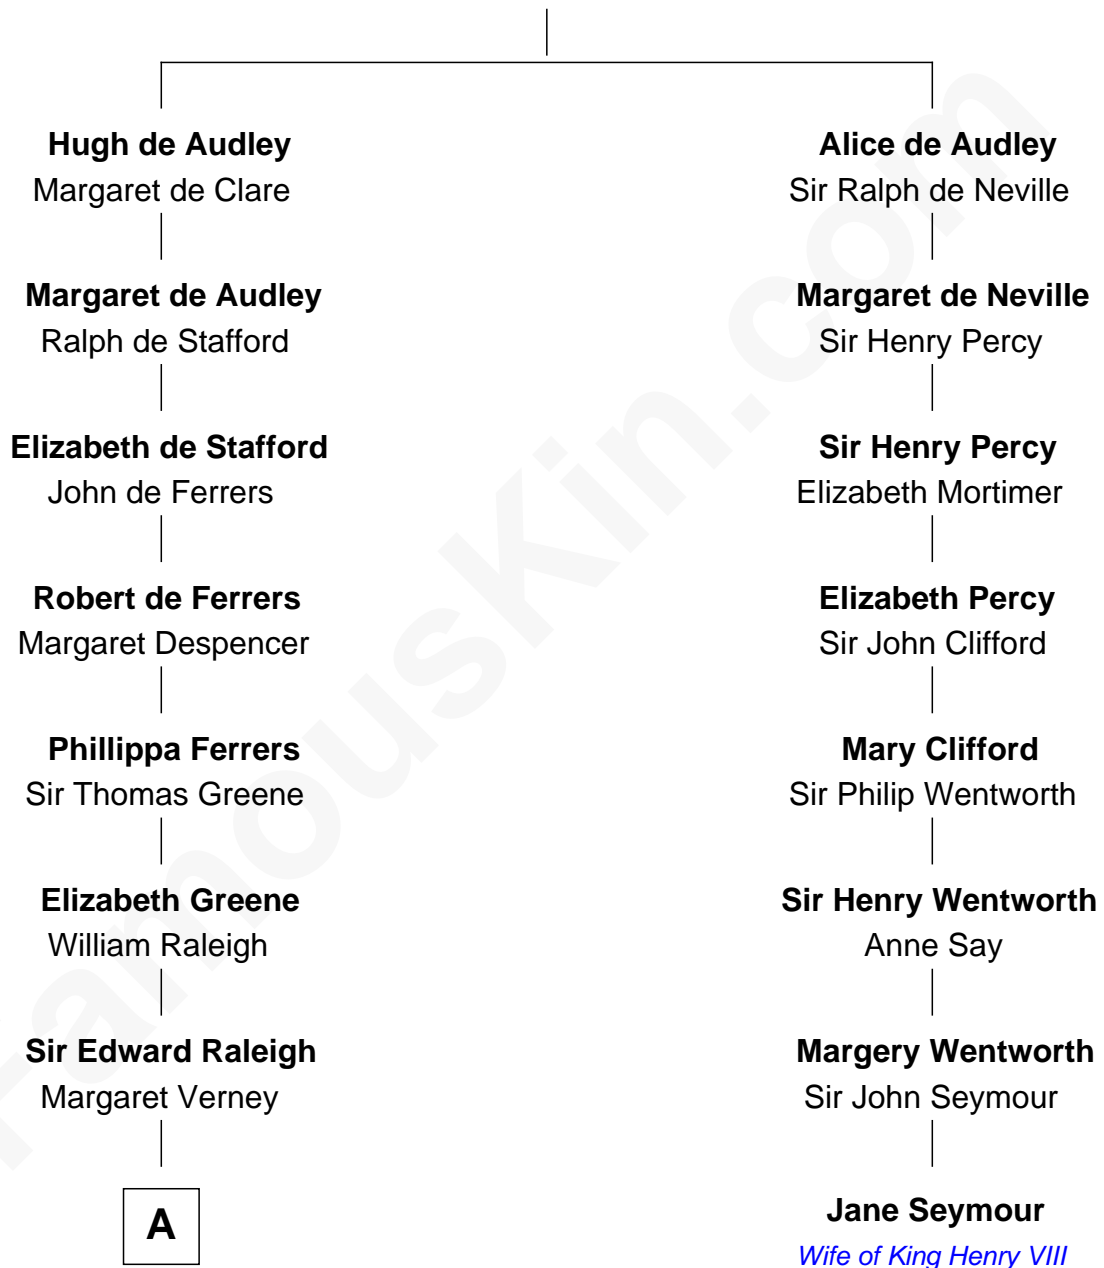 Hugh de Audley
Margaret de Clare
Margaret de Audley
Ralph de Stafford
Elizabeth de Stafford
John de Ferrers
Robert de Ferrers
Margaret Despencer
Phillippa Ferrers
Sir Thomas Greene
Elizabeth Greene
William Raleigh
Sir Edward Raleigh
Margaret Verney
A
Alice de Audley
Sir Ralph de Neville
Margaret de Neville
Sir Henry Percy
Sir Henry Percy
Elizabeth Mortimer
Elizabeth Percy
Sir John Clifford
Mary Clifford
Sir Philip Wentworth
Sir Henry Wentworth
Anne Say
Margery Wentworth
Sir John Seymour
Jane Seymour
Wife of King Henry VIII
FamousKin.com